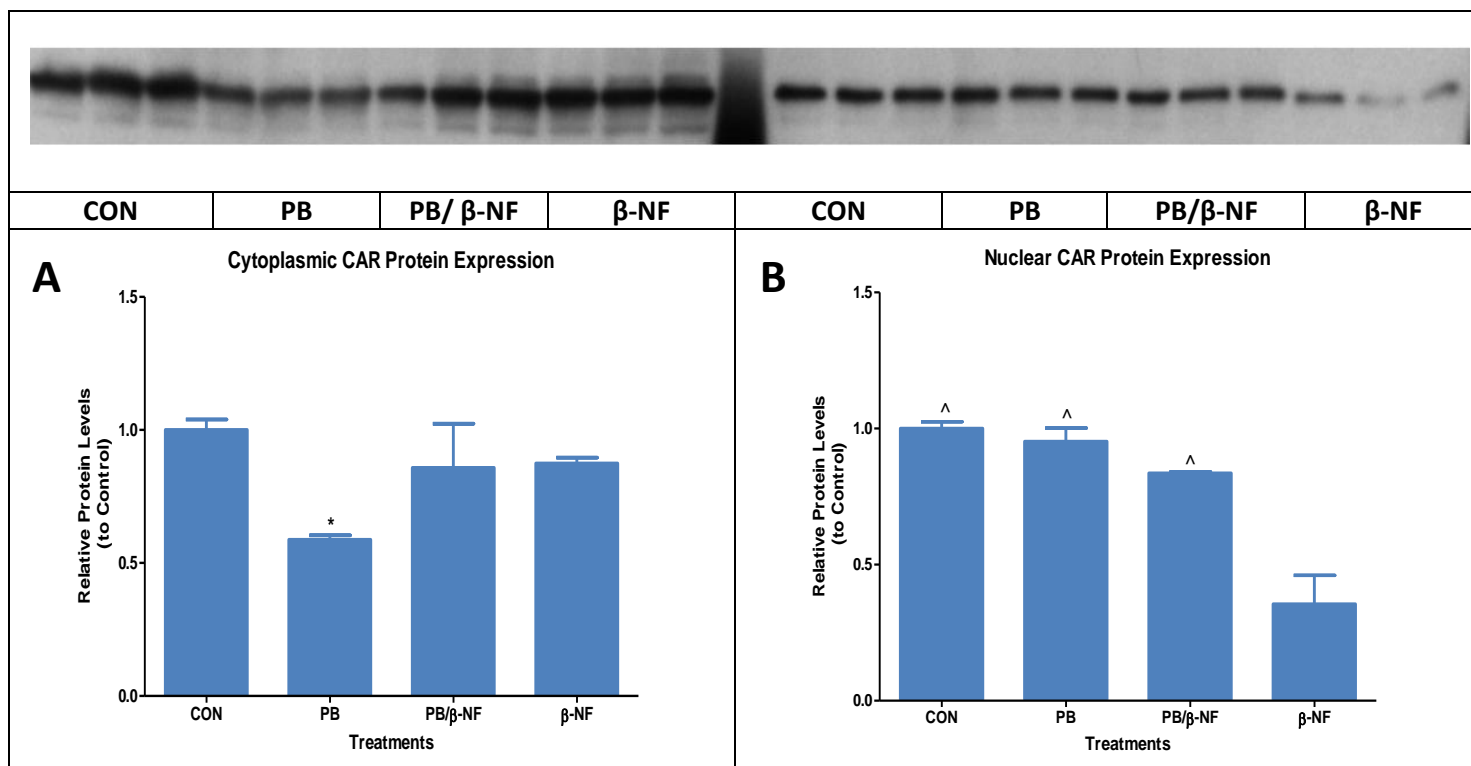 CON PB PB/ β-NF β-NF CON PB PB/β-NF β-NF
A
Cytoplasmic CAR Protein Expression
1.5
1.0
0.5
0.0
Relative Protein Levels
(to Control)
*
CON PB PB/β-NF β-NF
Treatments
B
Nuclear CAR Protein Expression
1.5
1.0
0.5
0.0
Relative Protein Levels
(to Control)
^ ^ ^
CON PB PB/β-NF β-NF
Treatments